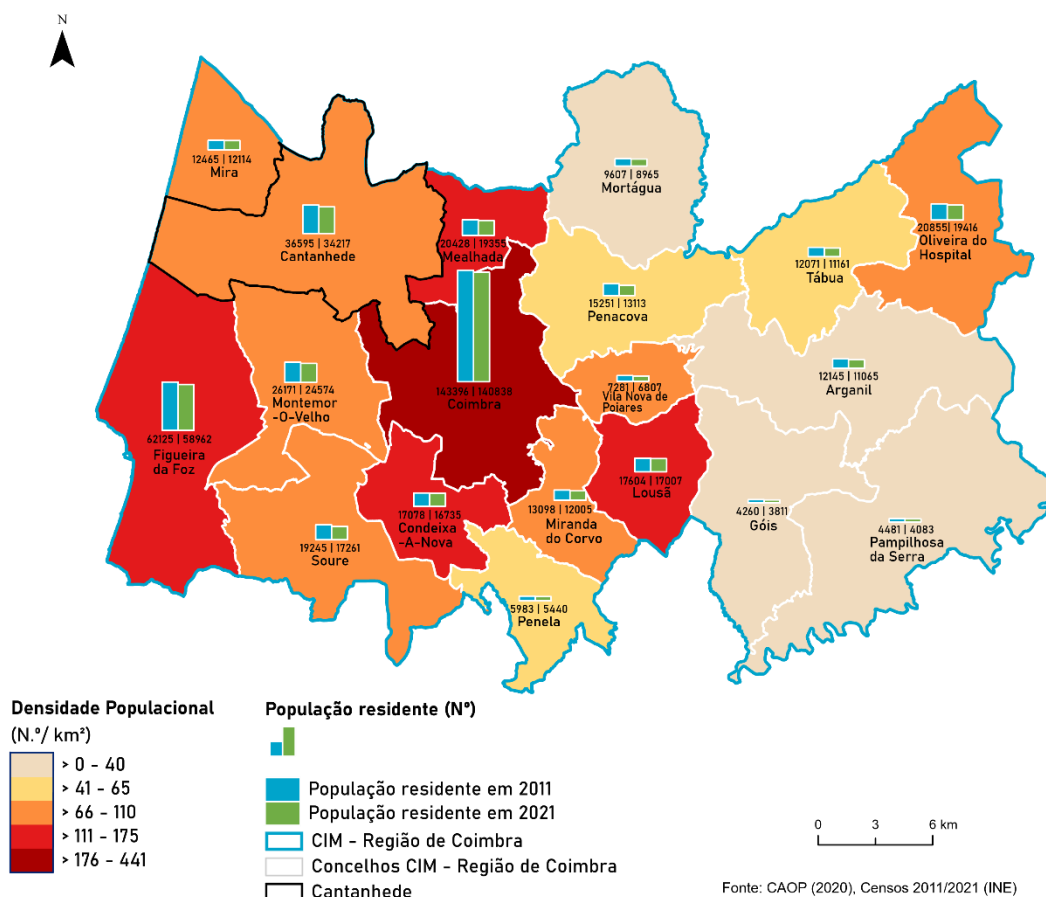 N
12465 | 12114
Mira
36595 | 34217
Cantanhede
20428 | 19355
Mealhada
9607 | 8965
Mortágua
20855| 19416
Oliveira do
Hospital
12071 | 11161
Tábua
15251 | 13113
Penacova
143396 | 140838
Coimbra
7281| 6807
Vila Nova de
Poiares
12145 | 11065
Arganil
26171 | 24574
Montemor
-O-Velho
62125 | 58962
Figueira
da Foz
17604 | 17007
Lousã
17078 | 16735
Condeixa
-A-Nova
13098 | 12005
Miranda
do Corvo
4260 | 3811
Góis
4481 | 4083
Pampilhosa
da Serra
19245 | 17261
Soure
5983 | 5440
Penela
Densidade Populacional
(N.º/ km²)
> 0 - 40
> 41 - 65
> 66 - 110
> 111 - 175
> 176 - 441
População residente (Nº)
População residente em 2011
População residente em 2021
CIM - Região de Coimbra
Concelhos CIM - Região de Coimbra
Cantanhede
0 3 6 km
Fonte: CAOP (2020), Censos 2011/2021 (INE)